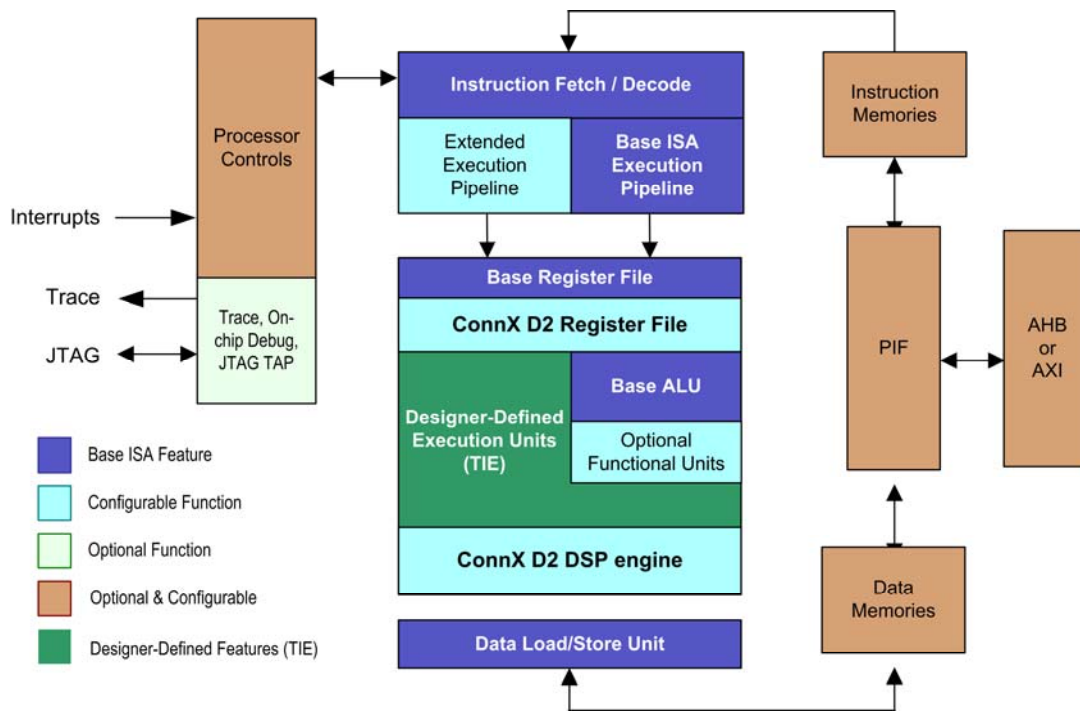 Processor
Controls
Interrupts
Trace
JTAG
Trace, On-
chip Debug,
JTAG TAP
Instruction Fetch / Decode
Extended
Execution
Pipeline
Base ISA
Execution
Pipeline
Base Register File
ConnX D2 Register File
Designer-Defined
Execution Units
(TIE)
Base ALU
Optional
Functional Units
ConnX D2 DSP engine
Data Load/Store Unit
Instruction
Memories
PIF
AHB
or
AXI
Data
Memories
Base ISA Feature
Configurable Function
Optional Function
Optional & Configurable
Designer-Defined Features (TIE)